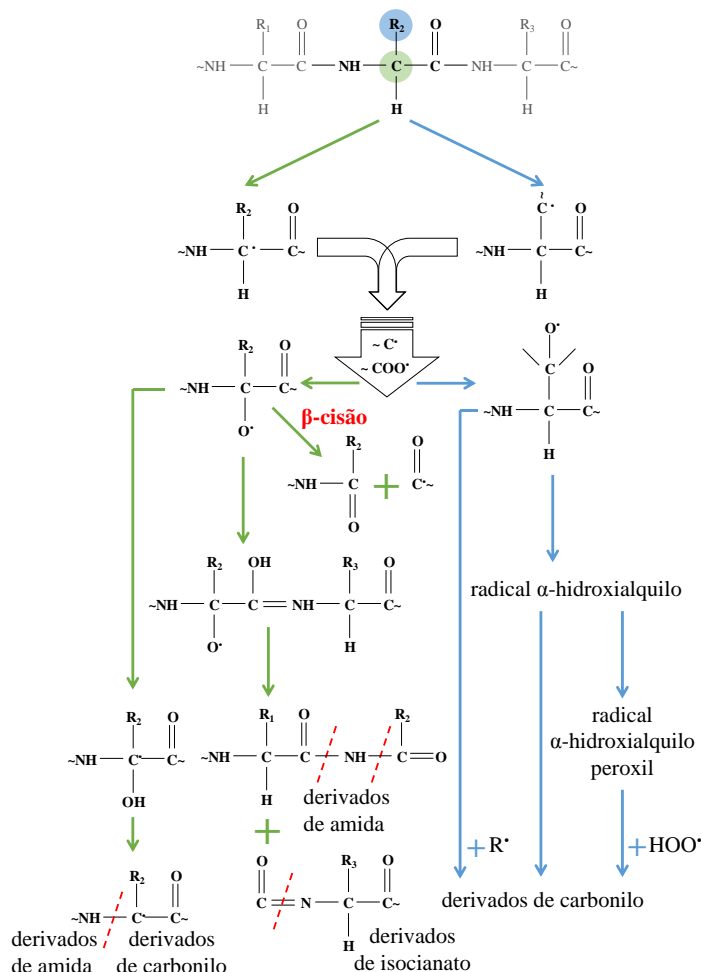 R₁ O R₂ O R₃ O
~NH C C NH C C NH C C~
H H H
R₂ O
~NH C• C~
H
~
C• O
~NH C C~
H
~ C•
~ COO•
R₂ O
~NH C C~
O•
O•
C O
~NH C C~
H
β-cisão
R₂ O
~NH C + C•~
O
R₂ OH R₃ O
~NH C C NH C C~
O• H
radical α-hidroxialquilo
R₂ O
~NH C• C~
OH
R₁ O R₂
~NH C C NH C O
H
derivados
de amida
radical
α-hidroxialquilo
peroxil
+
+ R•
+ HOO•
R₂ O
~NH C• C~
derivados
de amida
derivados
de carbonilo
O R₃ O
C N C C~
H
derivados
de isocianato
derivados de carbonilo